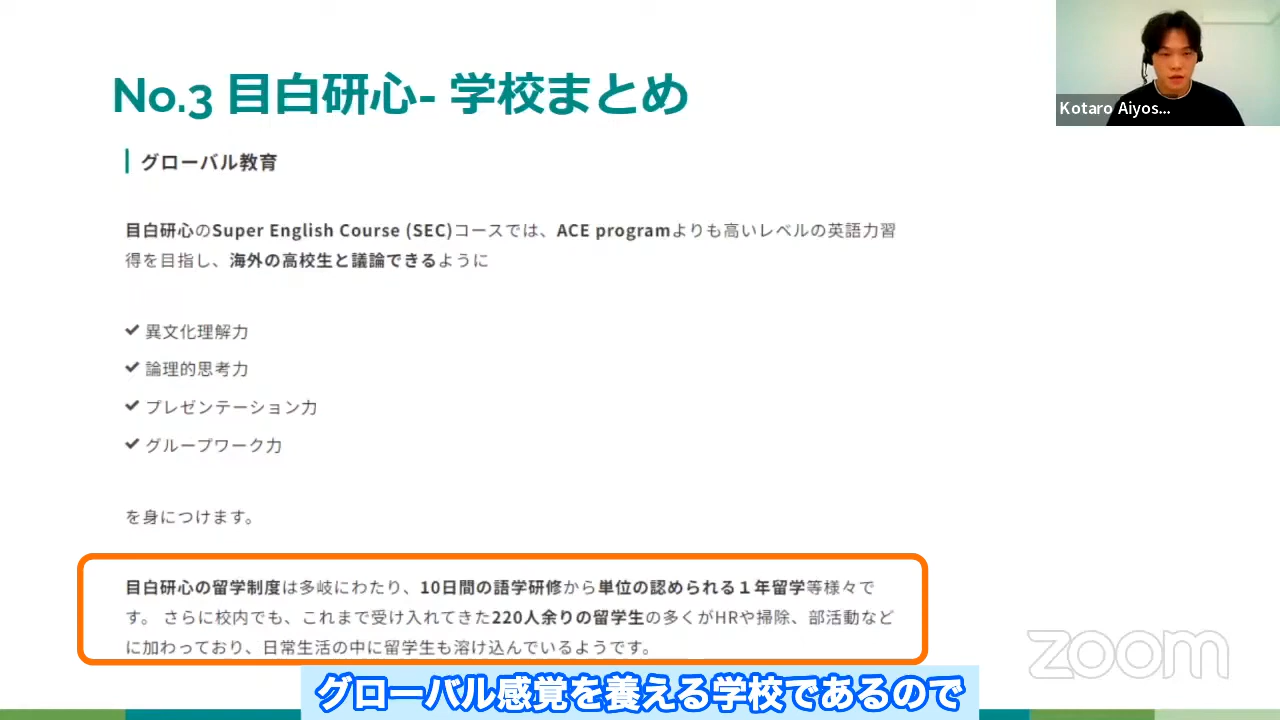 No.3 目白研心- 学校まとめ
Kotaro Aiyos...
グローバル教育
目白研心のSuper English Course (SEC)コースでは、ACE programよりも高いレベルの英語力習
得を目指し、海外の高校生と議論できるように
異文化理解力
論理的思考力
プレゼンテーション力
グループワーク力
を身につけます。
目白研心の留学制度は多岐にわたり、10日間の語学研修から単位の認められる１年留学等様々で
す。 さらに校内でも、これまで受け入れてきた220人余りの留学生の多くがHRや掃除、部活動など
に加わっており、日常生活の中に留学生も溶け込んでいるようです。
zoom
グローバル感覚を養える学校であるので